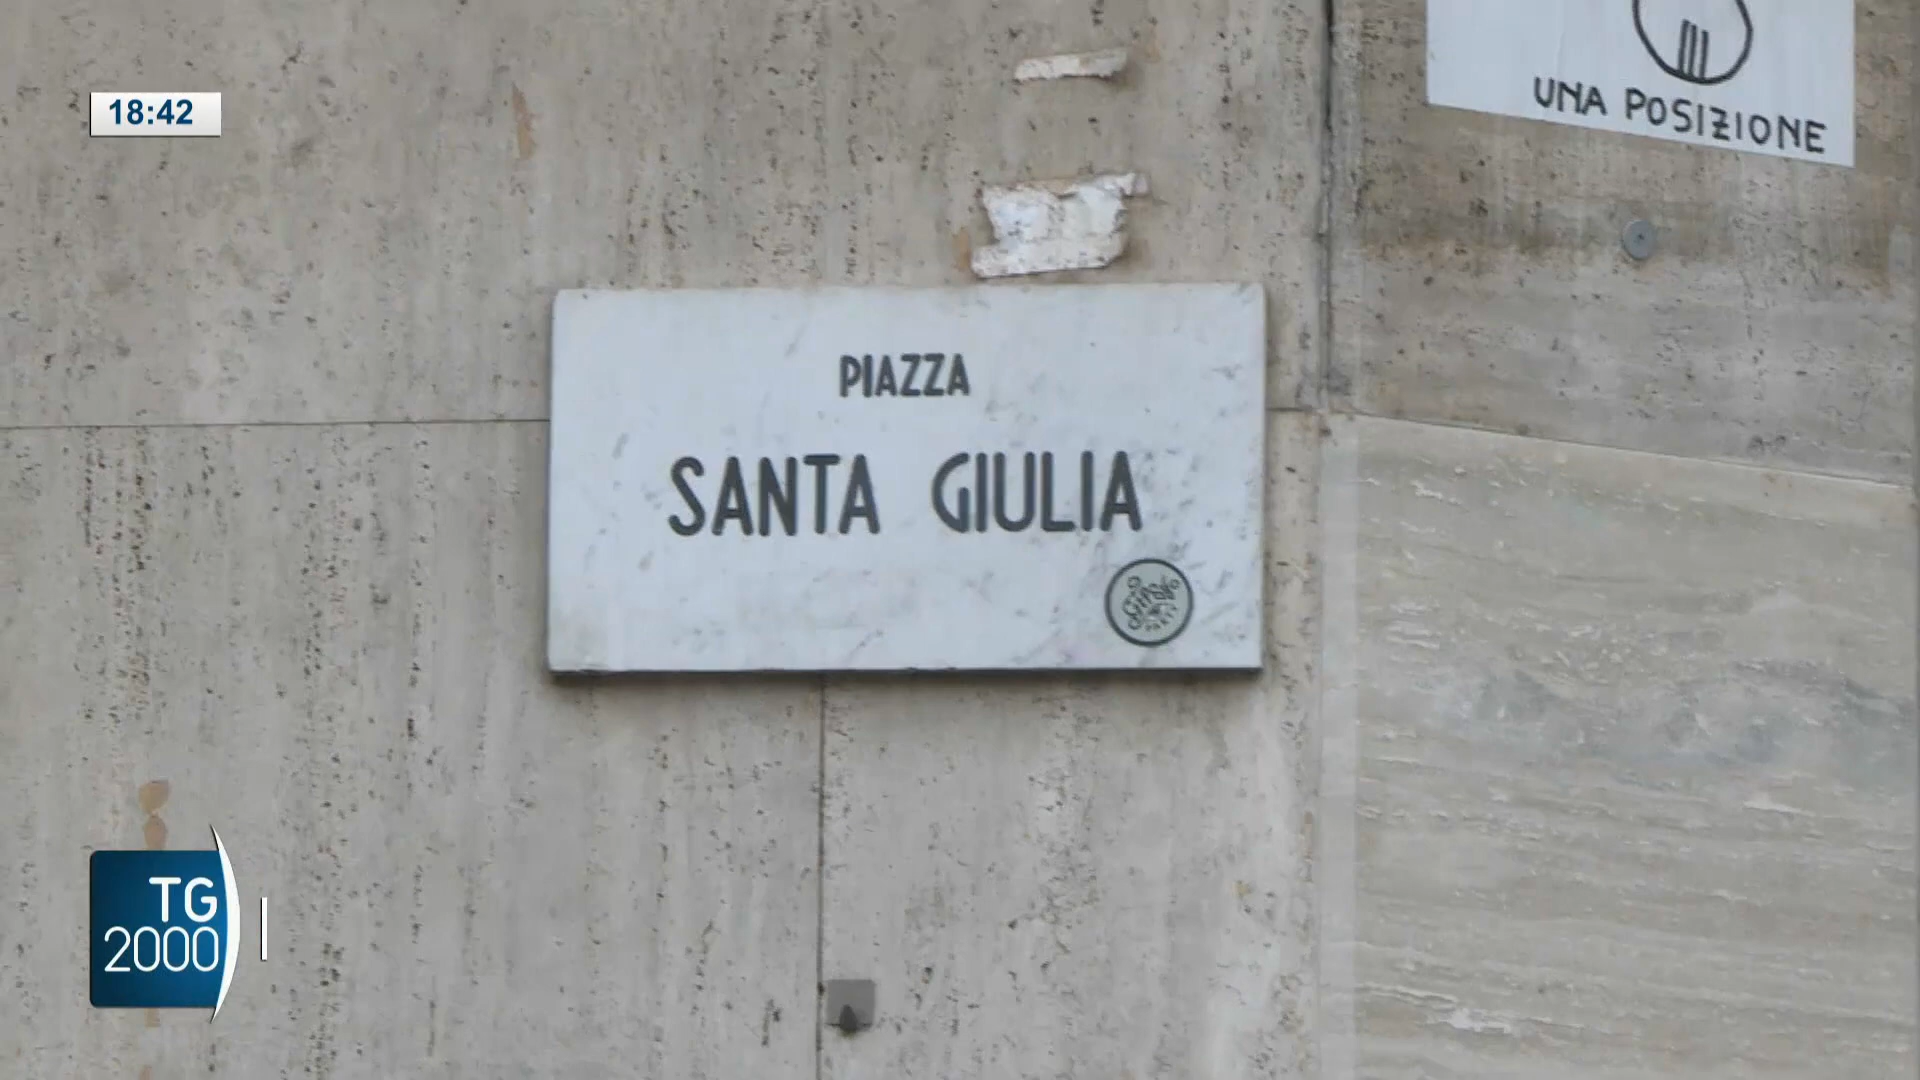 18:42
UNA POSIZIONE
PIAZZA
SANTA GIULIA
TG
2000